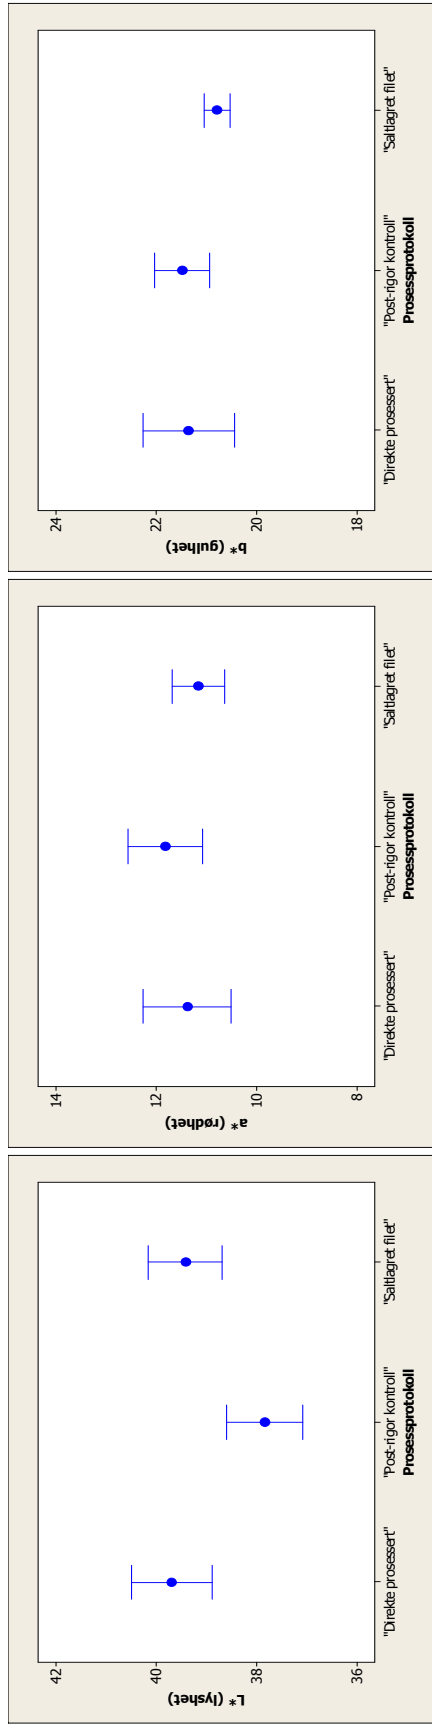 42
40
38
36
L* (lyshet)
"Direkte prosessert" "Post-rigor kontroll" "Saltlagret filet"
Prosessprotokoll
14
12
10
8
a* (rødhet)
"Direkte prosessert" "Post-rigor kontroll" "Saltlagret filet"
Prosessprotokoll
24
22
20
18
b* (gulhet)
"Direkte prosessert" "Post-rigor kontroll" "Saltlagret filet"
Prosessprotokoll